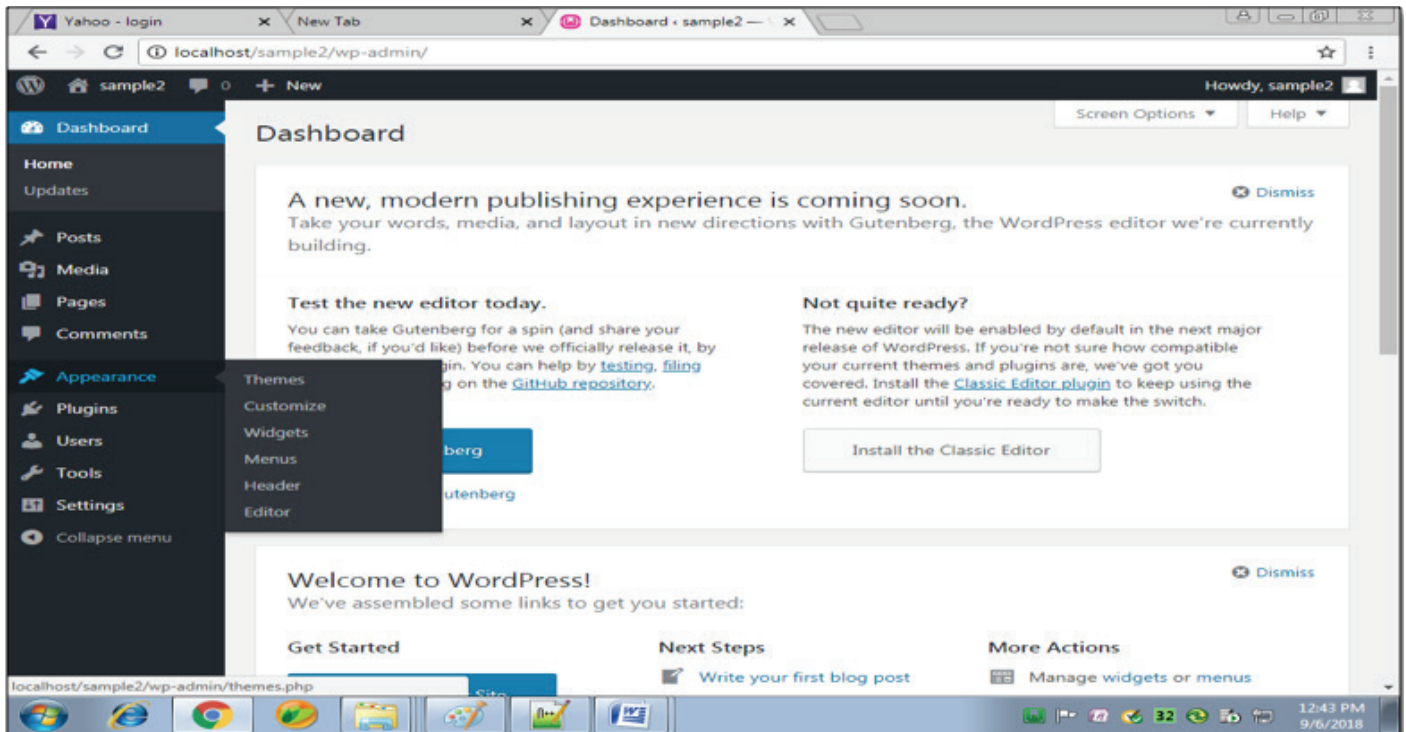 Yahoo - login
New Tab
Dashboard ‹ sample2 —
localhost/sample2/wp-admin/
sample2 0 + New
Howdy, sample2
Dashboard
Home
Updates
Posts
Media
Pages
Comments
Appearance
Plugins
Users
Tools
Settings
Collapse menu
Themes
Customize
Widgets
Menus
Header
Editor
Screen Options
Help
Dashboard
A new, modern publishing experience is coming soon.
Dismiss
Take your words, media, and layout in new directions with Gutenberg, the WordPress editor we're currently
building.
Test the new editor today.
You can take Gutenberg for a spin (and share your
feedback, if you'd like) before we officially release it, by
gin. You can help by testing, filing
g on the GitHub repository.
berg
utenberg
Not quite ready?
The new editor will be enabled by default in the next major
release of WordPress. If you're not sure how compatible
your current themes and plugins are, we've got you
covered. Install the Classic Editor plugin to keep using the
current editor until you're ready to make the switch.
Install the Classic Editor
Welcome to WordPress!
Dismiss
We've assembled some links to get you started:
Get Started
Site
Next Steps
Write your first blog post
More Actions
Manage widgets or menus
localhost/sample2/wp-admin/themes.php
32
12:43 PM
9/6/2018